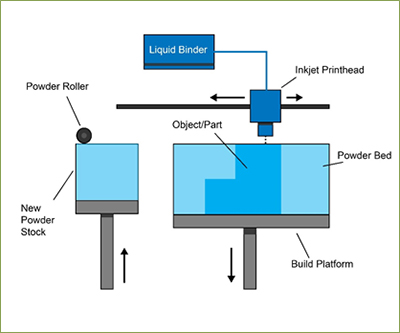 Liquid Binder
Inkjet Printhead
Powder Roller
Object/Part
Powder Bed
New
Powder
Stock
Build Platform